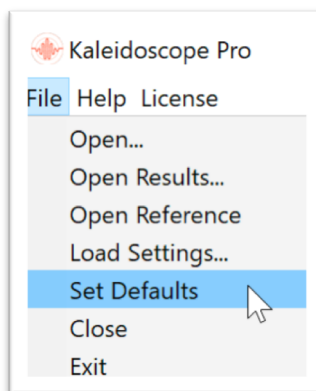 Kaleidoscope Pro
File Help License
Open...
Open Results...
Open Reference
Load Settings...
Set Defaults
Close
Exit